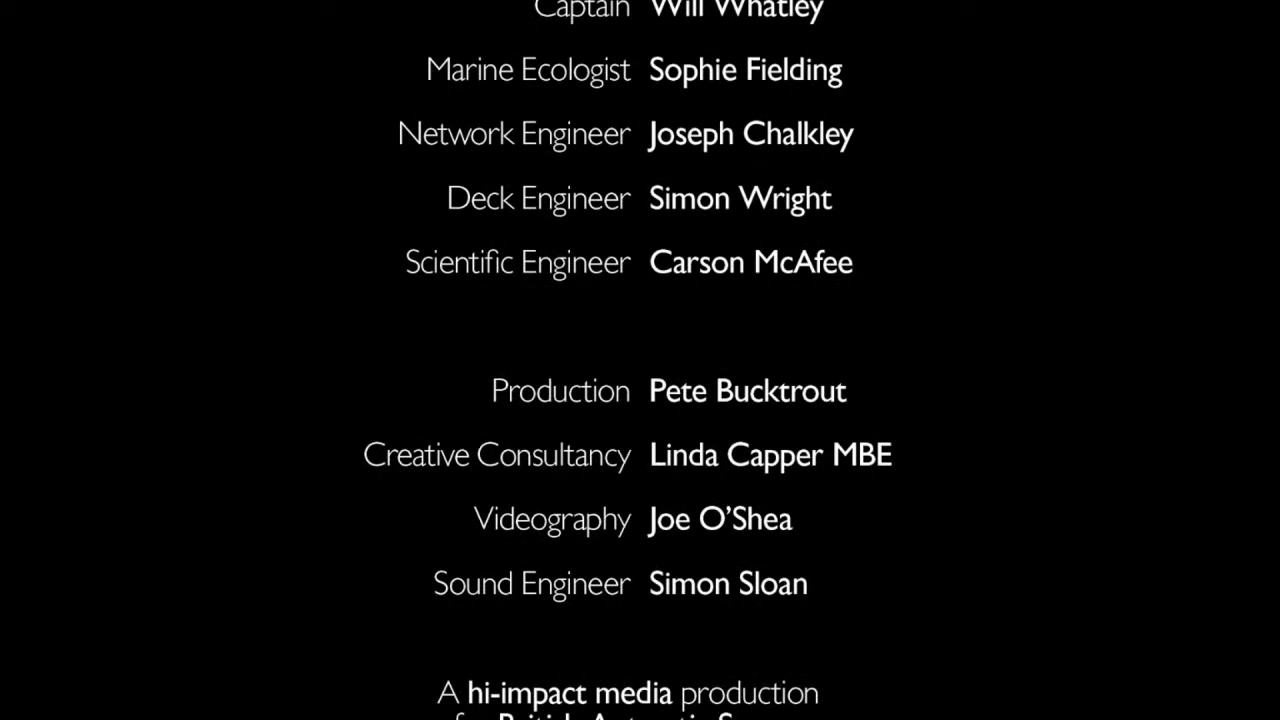 Captain Will Whatley
Marine Ecologist Sophie Fielding
Network Engineer Joseph Chalkley
Deck Engineer Simon Wright
Scientific Engineer Carson McAfee
Production Pete Bucktrout
Creative Consultancy Linda Capper MBE
Videography Joe O’Shea
Sound Engineer Simon Sloan
A hi-impact media production